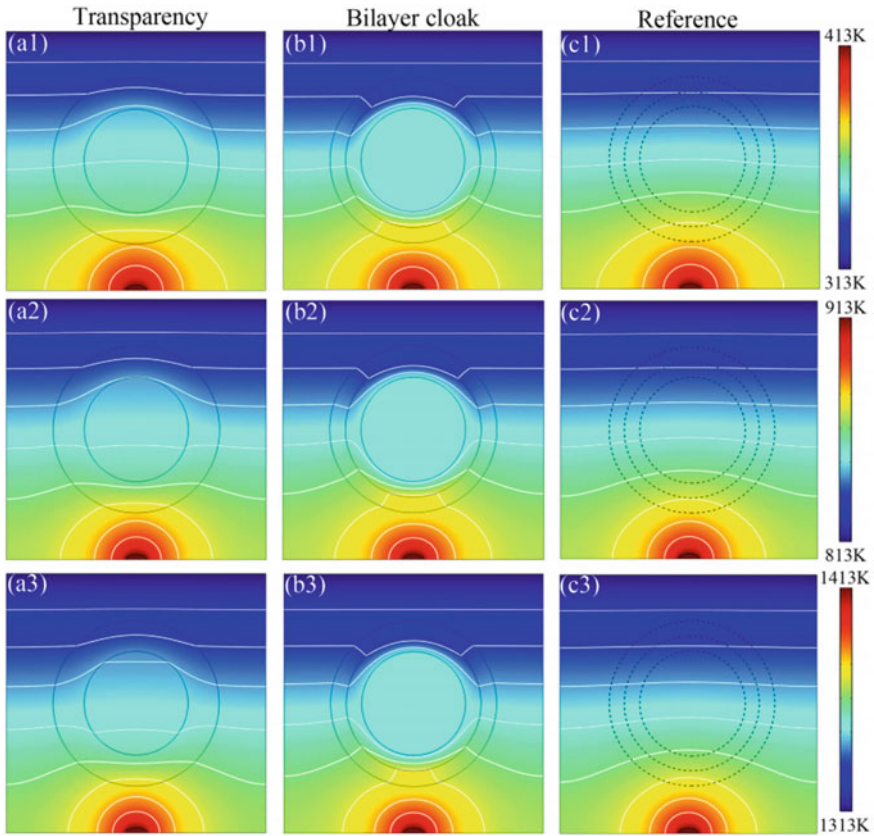 Transparency Bilayer cloak Reference
(a1) (b1) (c1) 413K
313K
(a2) (b2) (c2) 913K
813K
(a3) (b3) (c3) 1413K
1313K